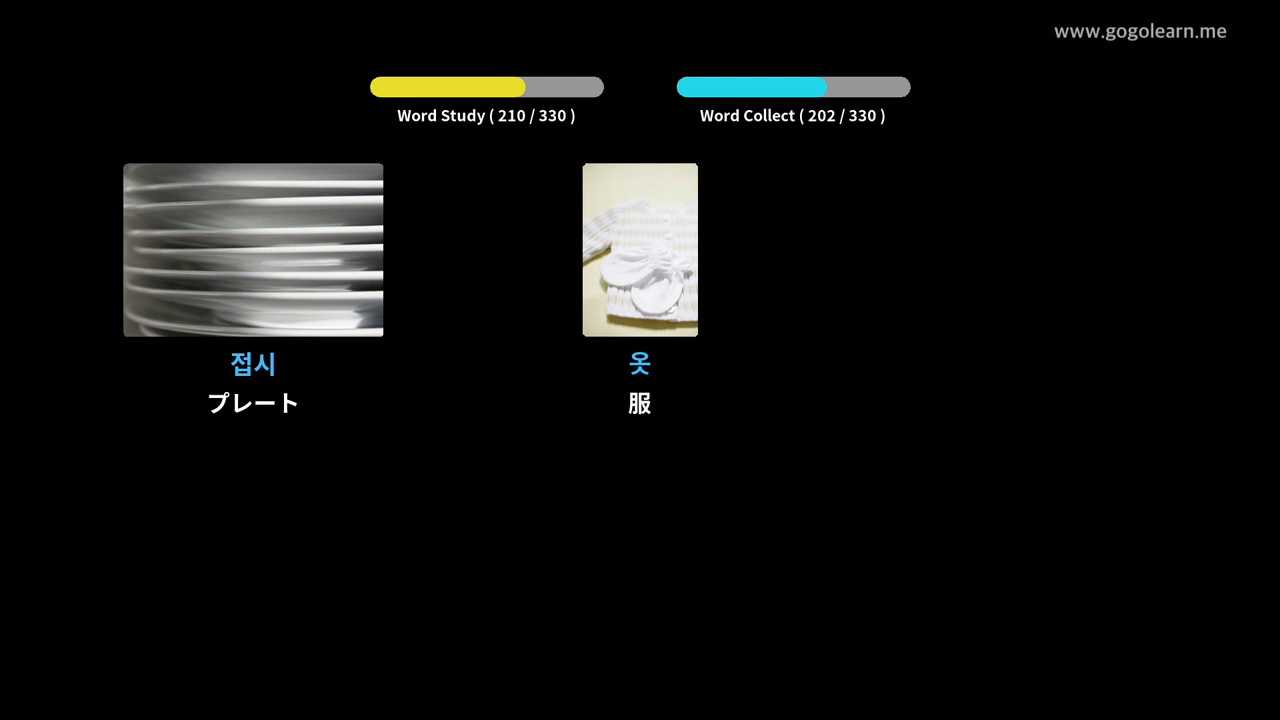 www.gogolearn.me
Word Study ( 210 / 330 )
Word Collect ( 202 / 330 )
접시
プレート
옷
服